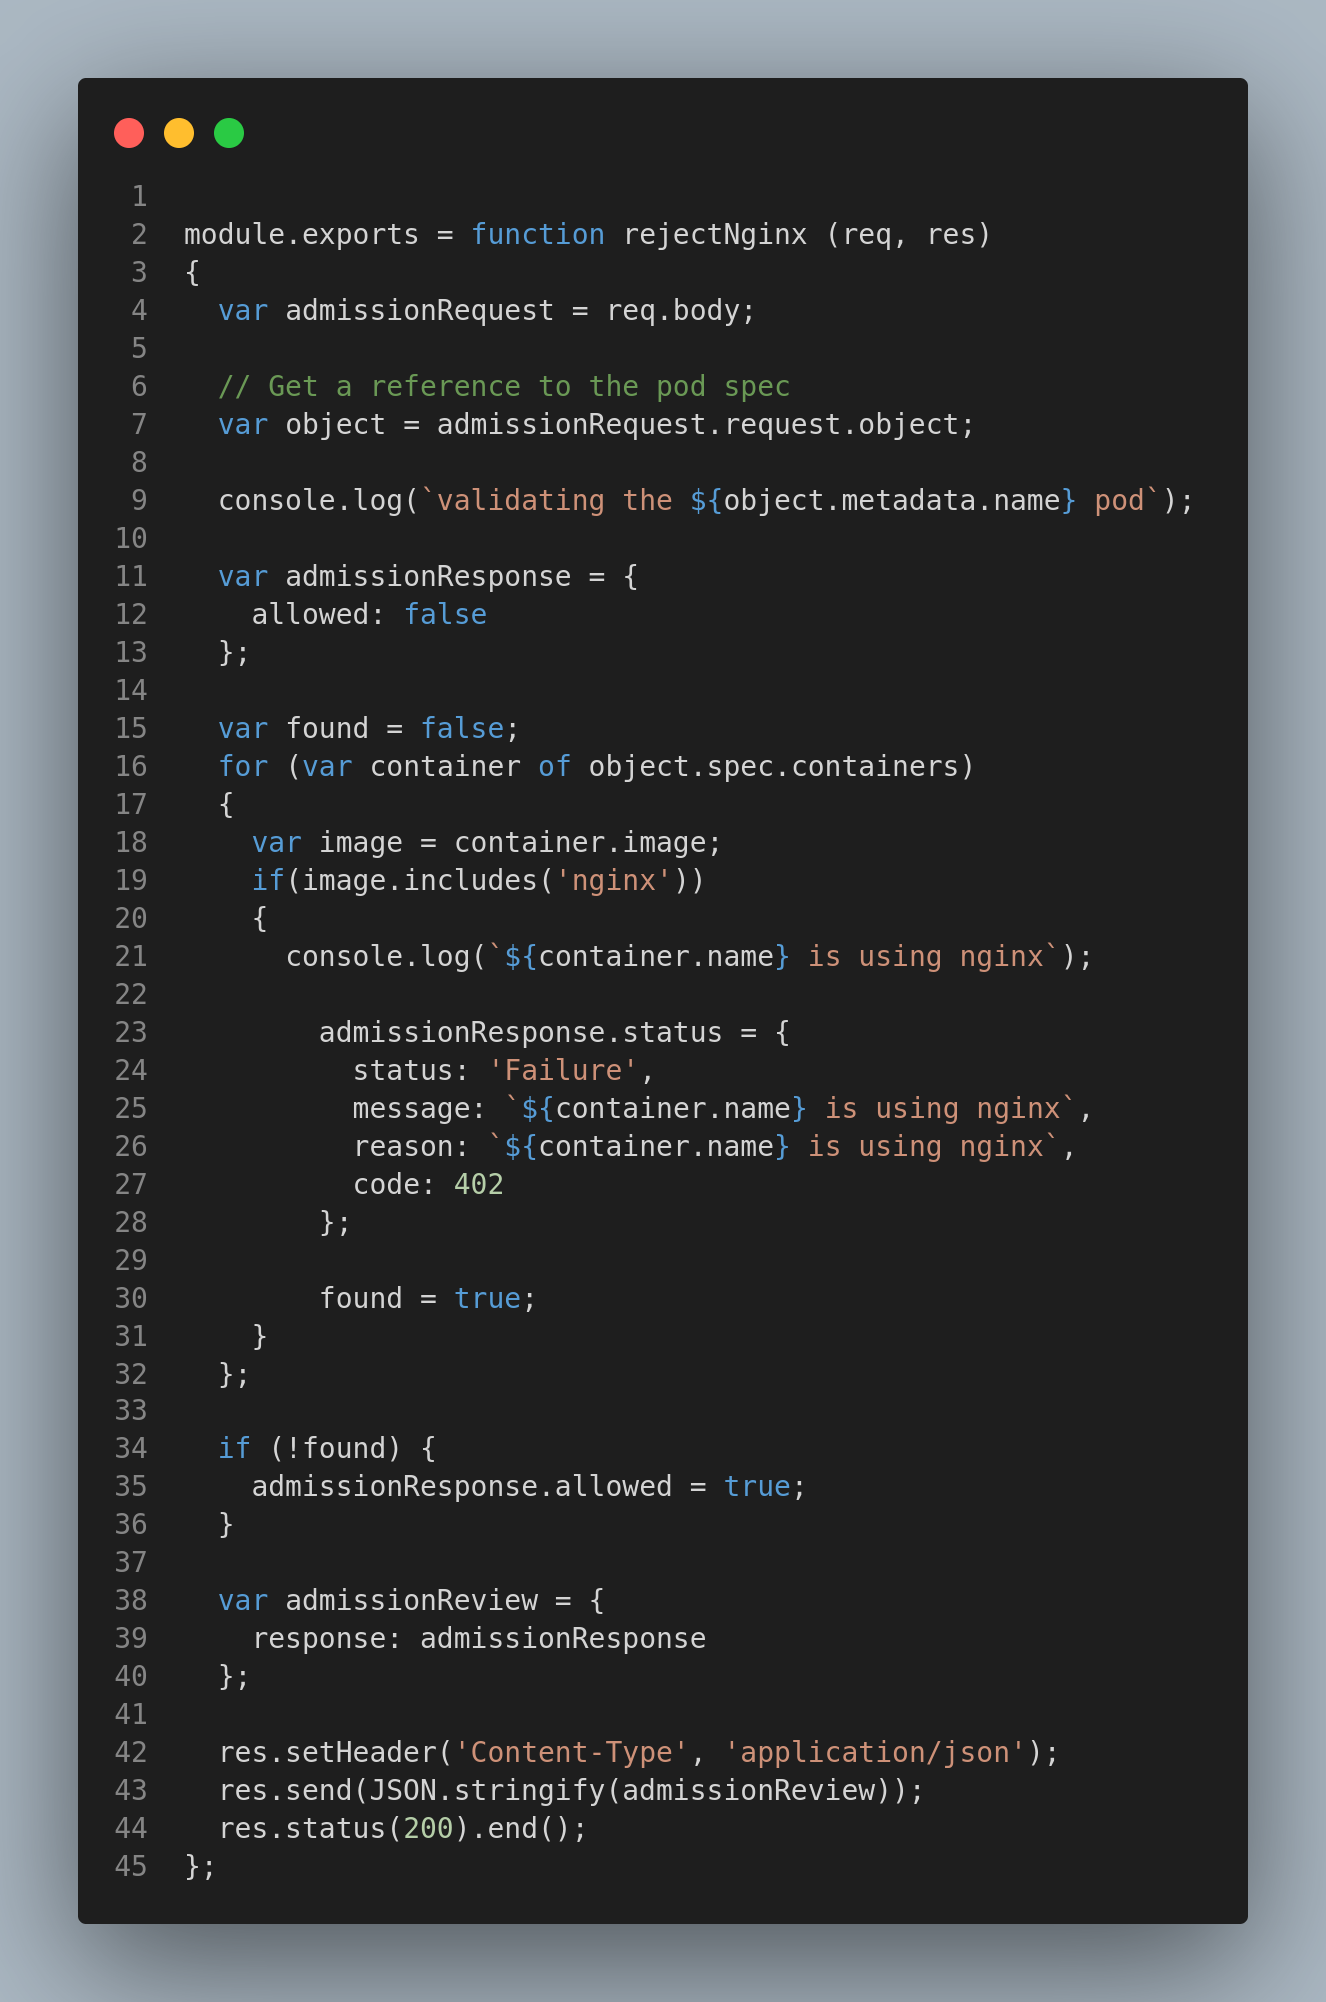 1
2 module.exports = function rejectNginx (req, res)
3 {
4   var admissionRequest = req.body;
5
6   // Get a reference to the pod spec
7   var object = admissionRequest.request.object;
8
9   console.log(`validating the ${object.metadata.name} pod`);
10
11   var admissionResponse = {
12     allowed: false
13   };
14
15   var found = false;
16   for (var container of object.spec.containers)
17   {
18     var image = container.image;
19     if(image.includes('nginx'))
20     {
21       console.log(`${container.name} is using nginx`);
22
23         admissionResponse.status = {
24           status: 'Failure',
25           message: `${container.name} is using nginx`,
26           reason: `${container.name} is using nginx`,
27           code: 402
28         };
29
30         found = true;
31     }
32   };
33
34   if (!found) {
35     admissionResponse.allowed = true;
36   }
37
38   var admissionReview = {
39     response: admissionResponse
40   };
41
42   res.setHeader('Content-Type', 'application/json');
43   res.send(JSON.stringify(admissionReview));
44   res.status(200).end();
45 };